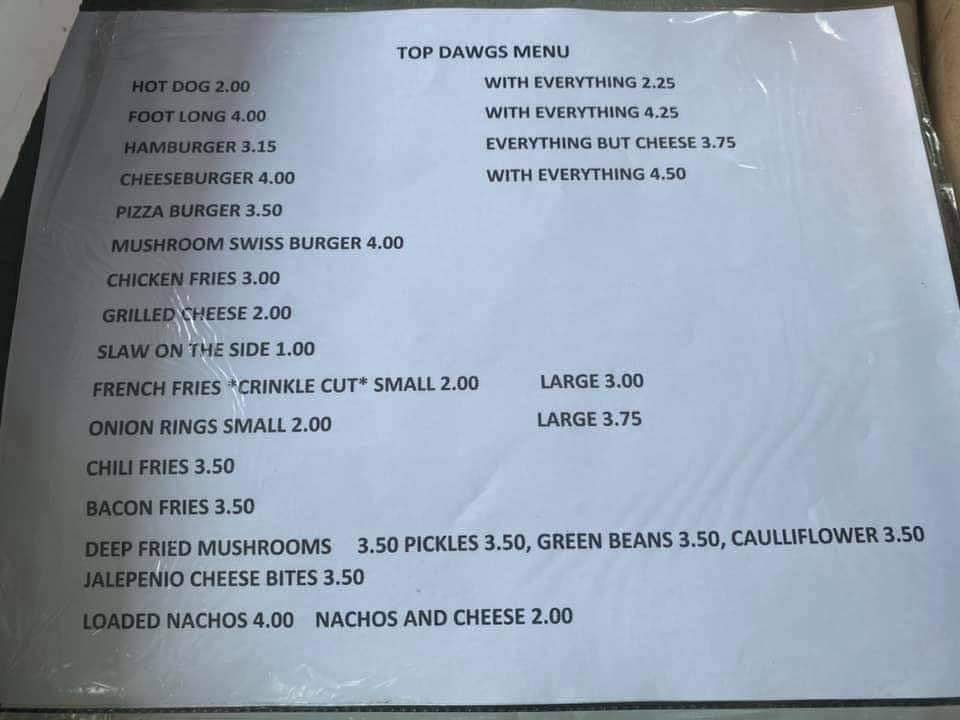 TOP DAWGS MENU
HOT DOG 2.00 WITH EVERYTHING 2.25
FOOT LONG 4.00 WITH EVERYTHING 4.25
HAMBURGER 3.15 EVERYTHING BUT CHEESE 3.75
CHEESEBURGER 4.00 WITH EVERYTHING 4.50
PIZZA BURGER 3.50
MUSHROOM SWISS BURGER 4.00
CHICKEN FRIES 3.00
GRILLED CHEESE 2.00
SLAW ON THE SIDE 1.00
FRENCH FRIES *CRINKLE CUT* SMALL 2.00 LARGE 3.00
ONION RINGS SMALL 2.00 LARGE 3.75
CHILI FRIES 3.50
BACON FRIES 3.50
DEEP FRIED MUSHROOMS 3.50 PICKLES 3.50, GREEN BEANS 3.50, CAULLIFLOWER 3.50
JALEPENIO CHEESE BITES 3.50
LOADED NACHOS 4.00 NACHOS AND CHEESE 2.00